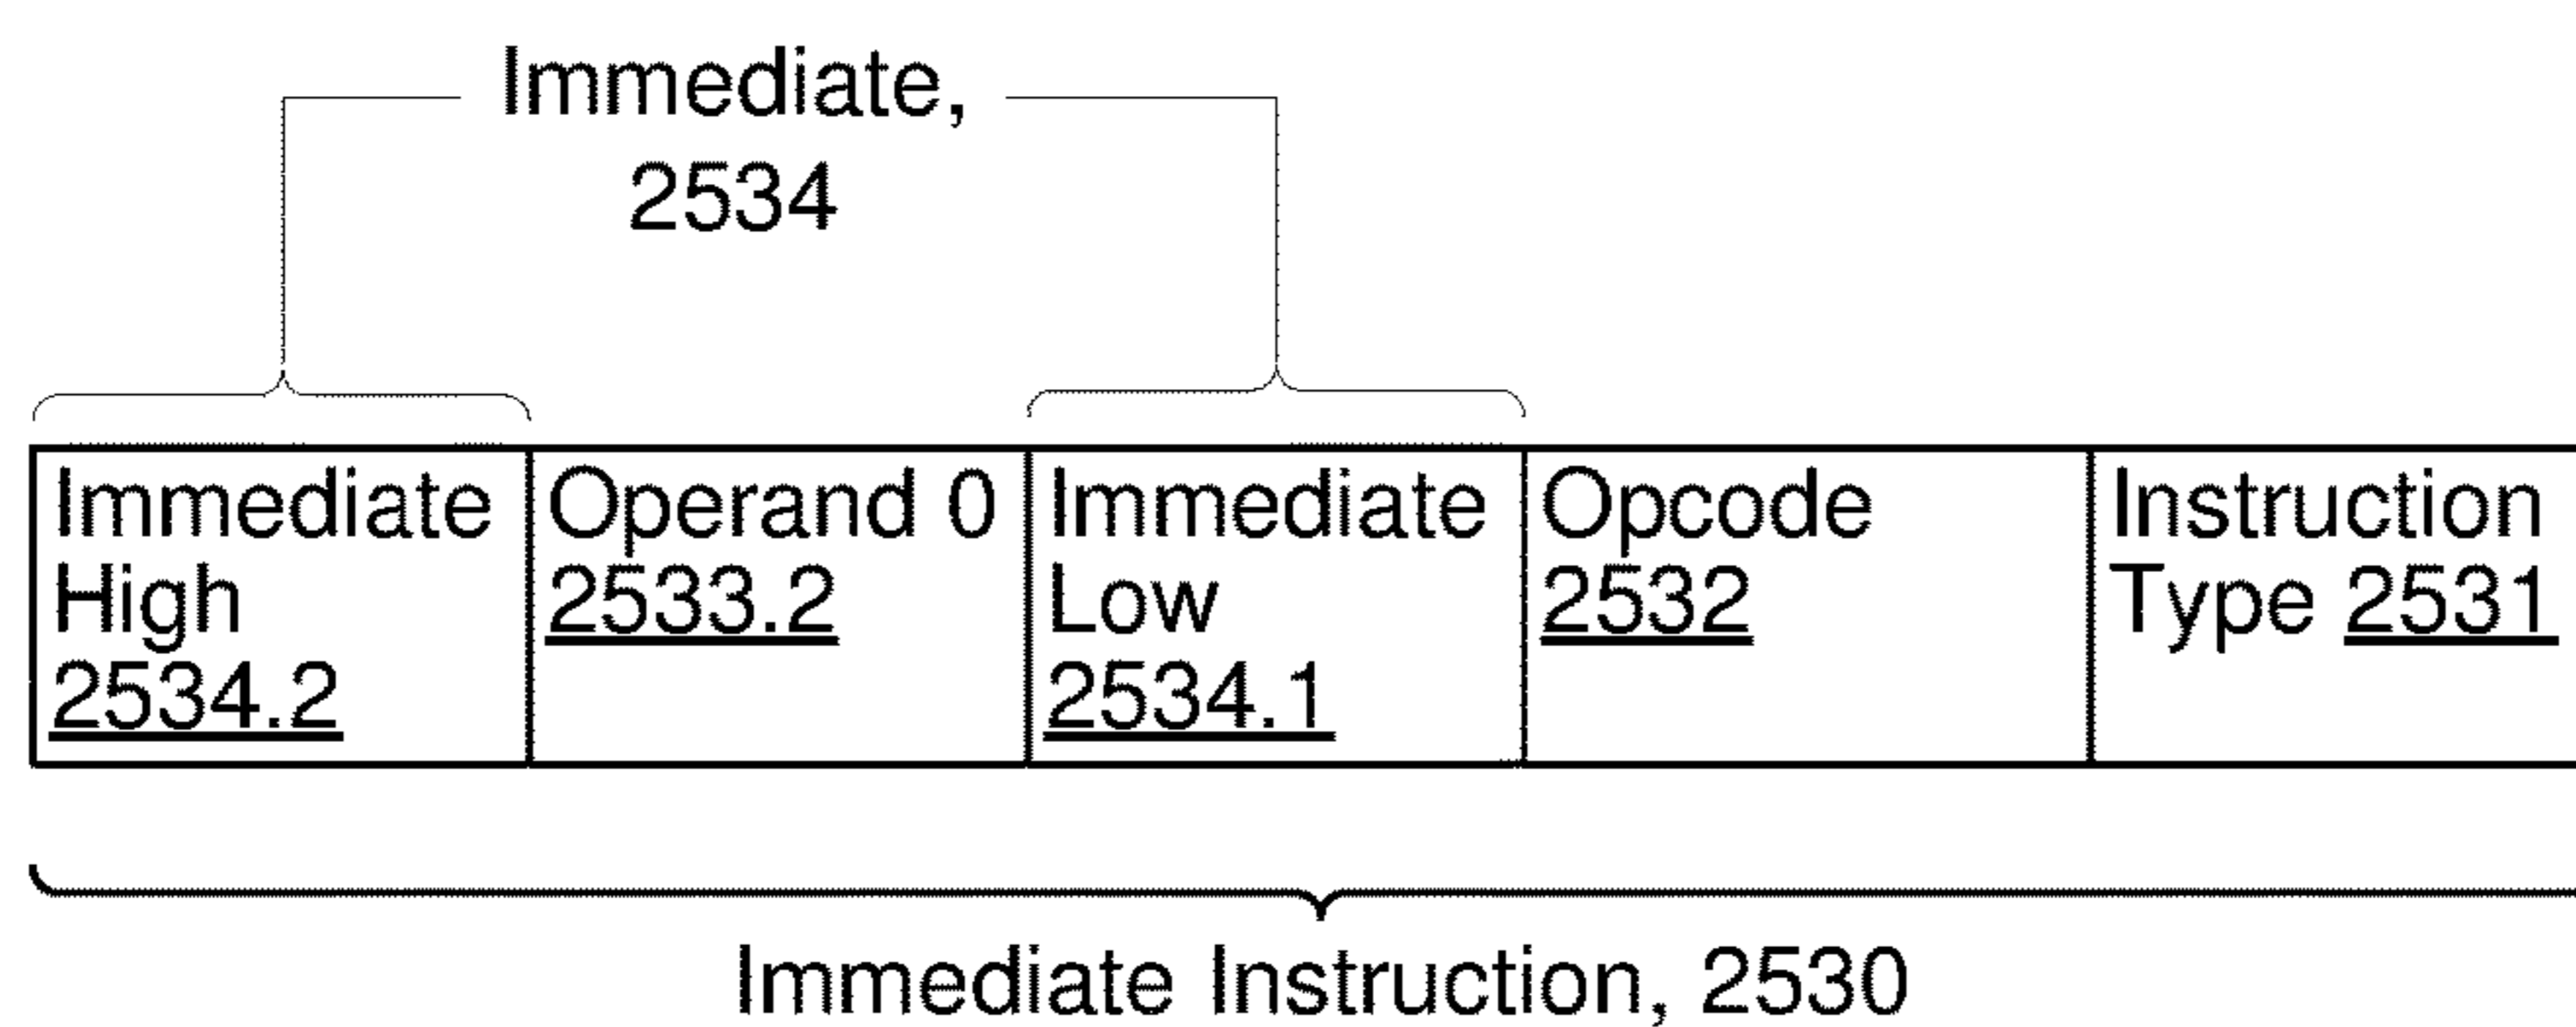 Immediate,
2534
Immediate
High
2534.2
Operand 0
2533.2
Immediate
Low
2534.1
Opcode
2532
Instruction
Type 2531
Immediate Instruction, 2530